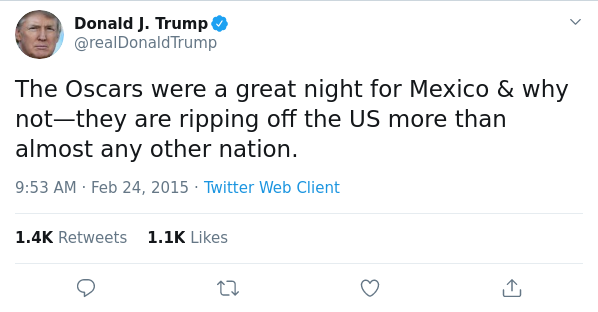 Donald J. Trump
@realDonaldTrump
The Oscars were a great night for Mexico & why
not—they are ripping off the US more than
almost any other nation.
9:53 AM · Feb 24, 2015 · Twitter Web Client
1.4K Retweets 1.1K Likes